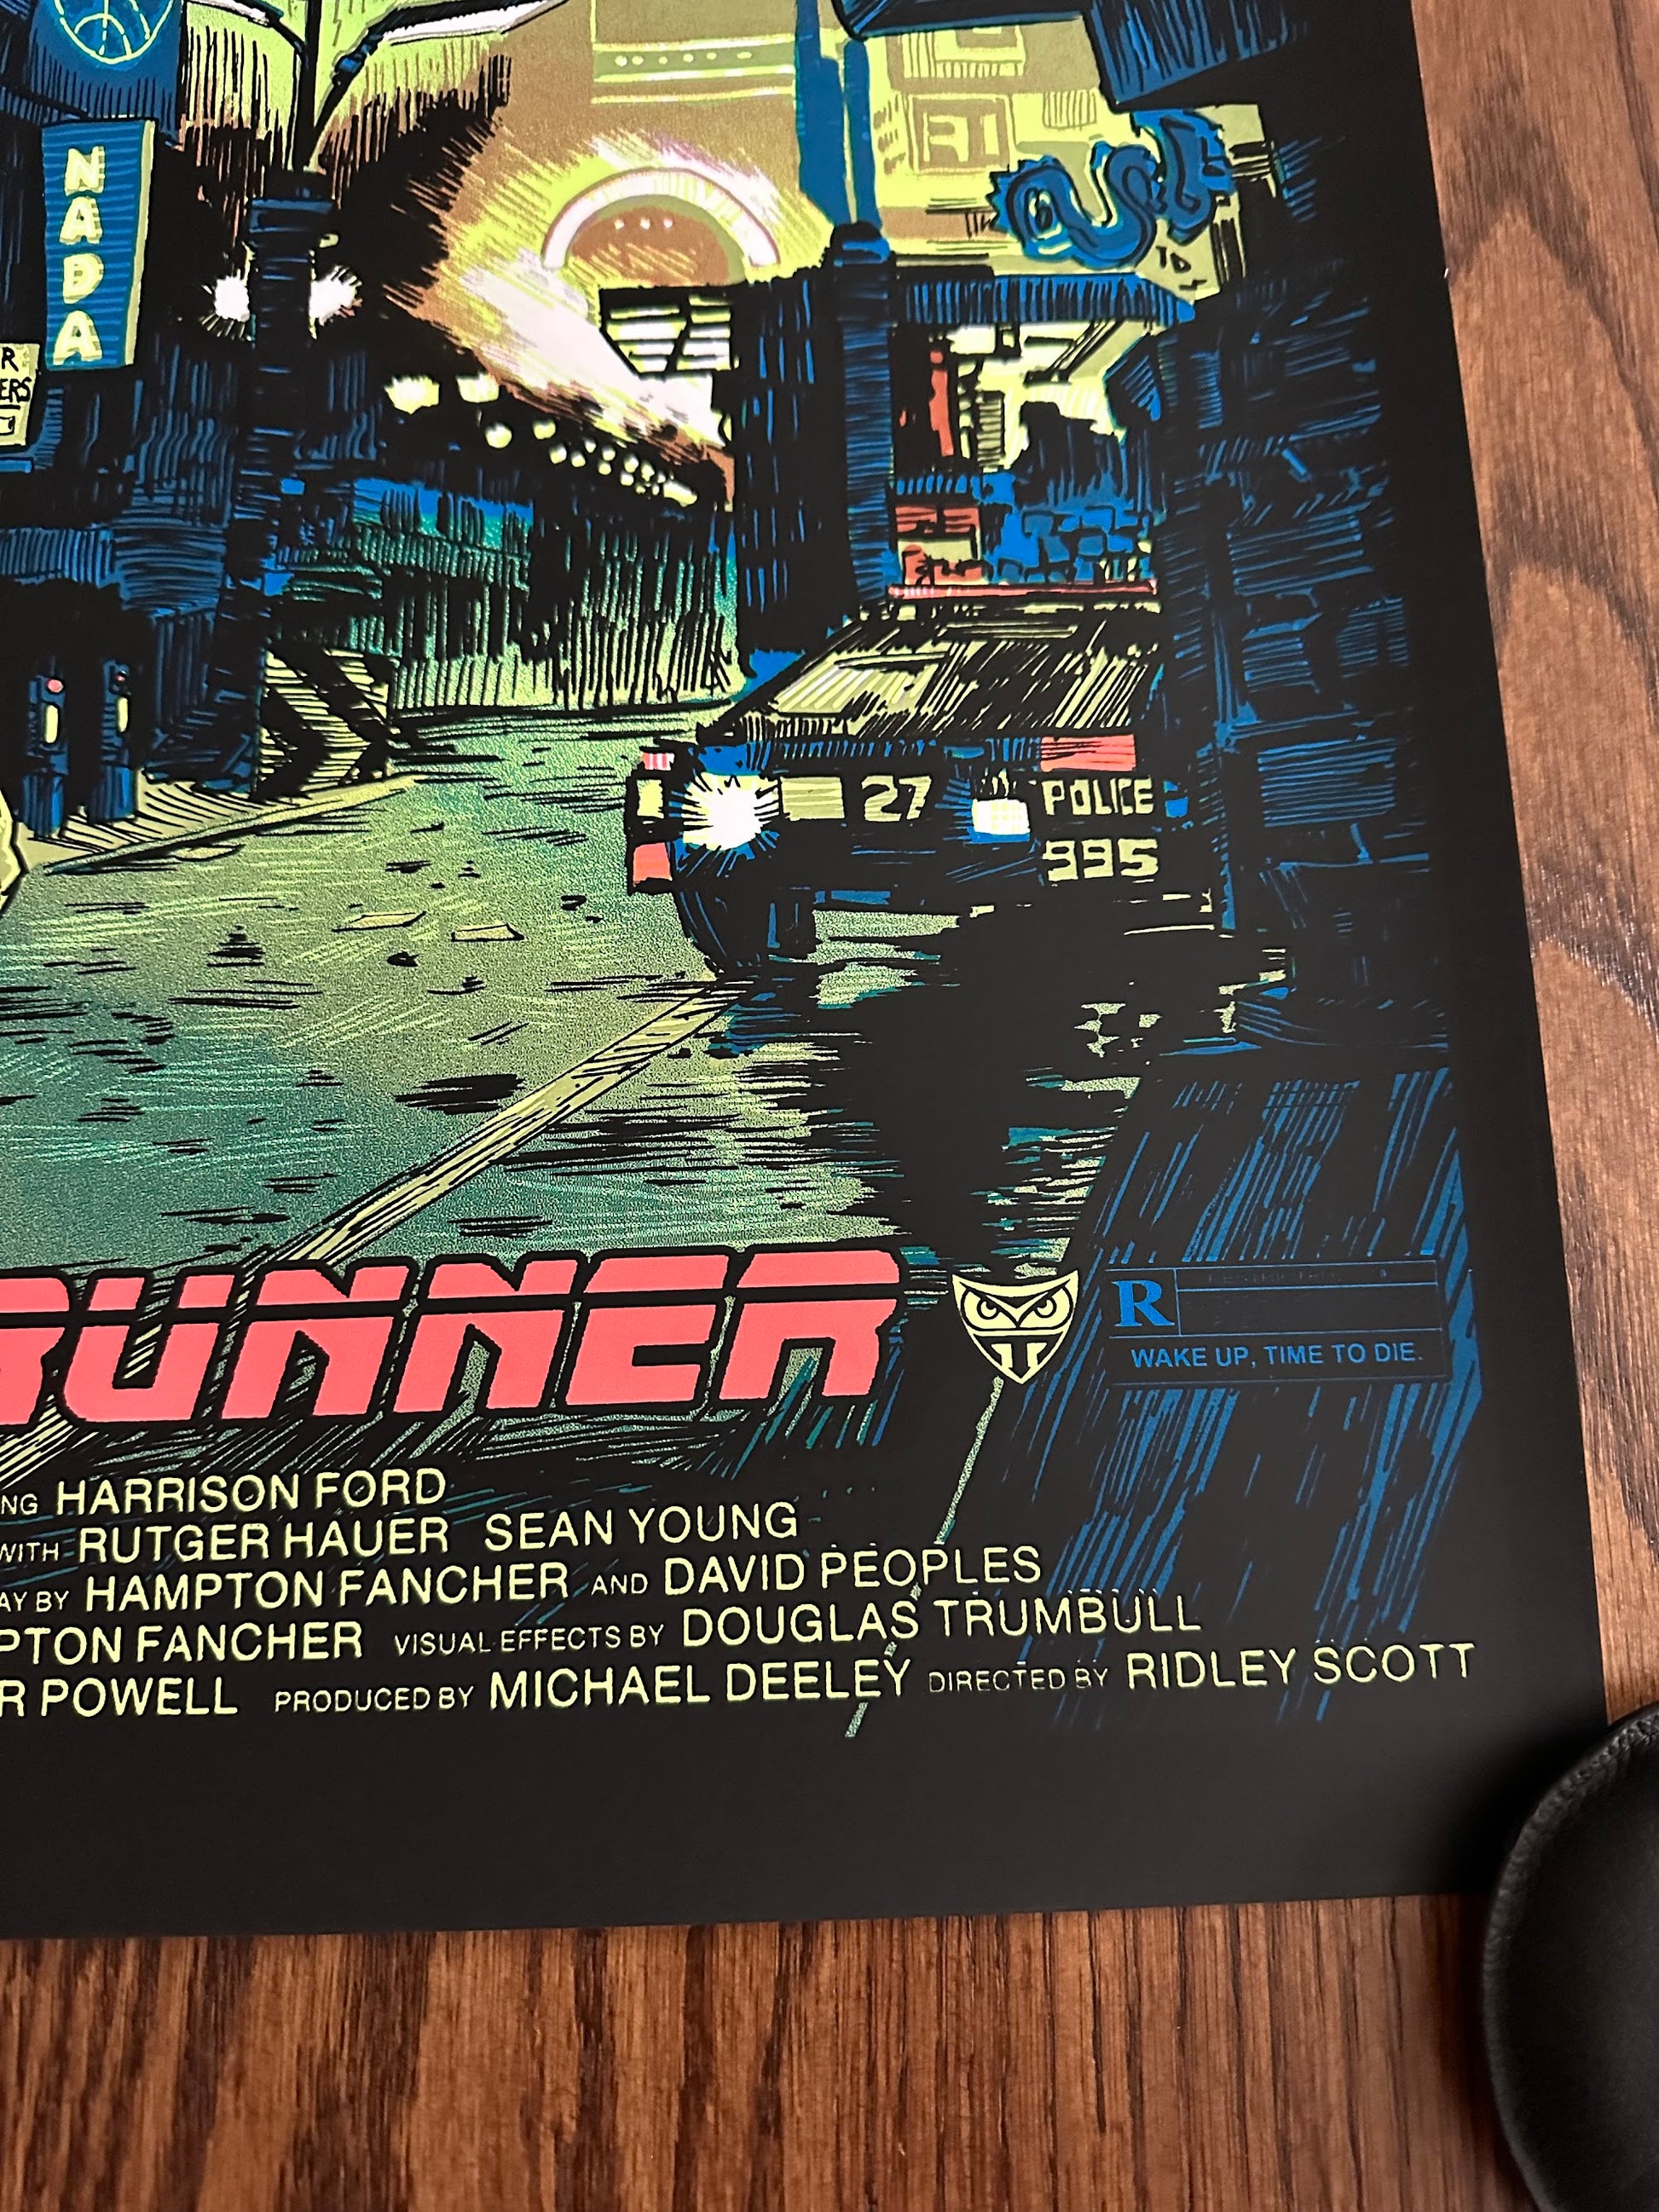 NADA
R
ERS
27
POLICE
995
RUNNER
R
WAKE UP, TIME TO DIE.
NG HARRISON FORD
WITH RUTGER HAUER SEAN YOUNG
AY BY HAMPTON FANCHER AND DAVID PEOPLES
PTON FANCHER VISUAL EFFECTS BY DOUGLAS TRUMBULL
R POWELL PRODUCED BY MICHAEL DEELEY DIRECTED BY RIDLEY SCOTT